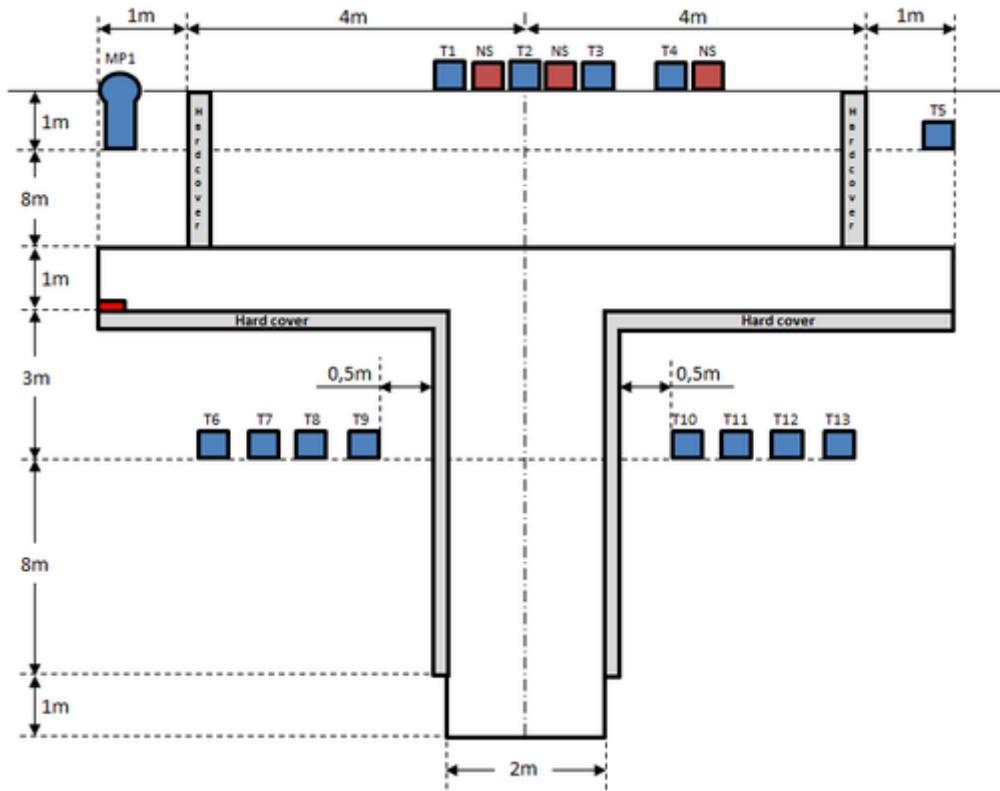 1m 4m 4m 1m
MP1 T1 NS T2 NS T3 T4 NS
T5
1m
Hardcover Hardcover
8m
1m
Hard cover Hard cover
3m
0,5m 0,5m
T6 T7 T8 T9 T10 T11 T12 T13
8m
1m
2m